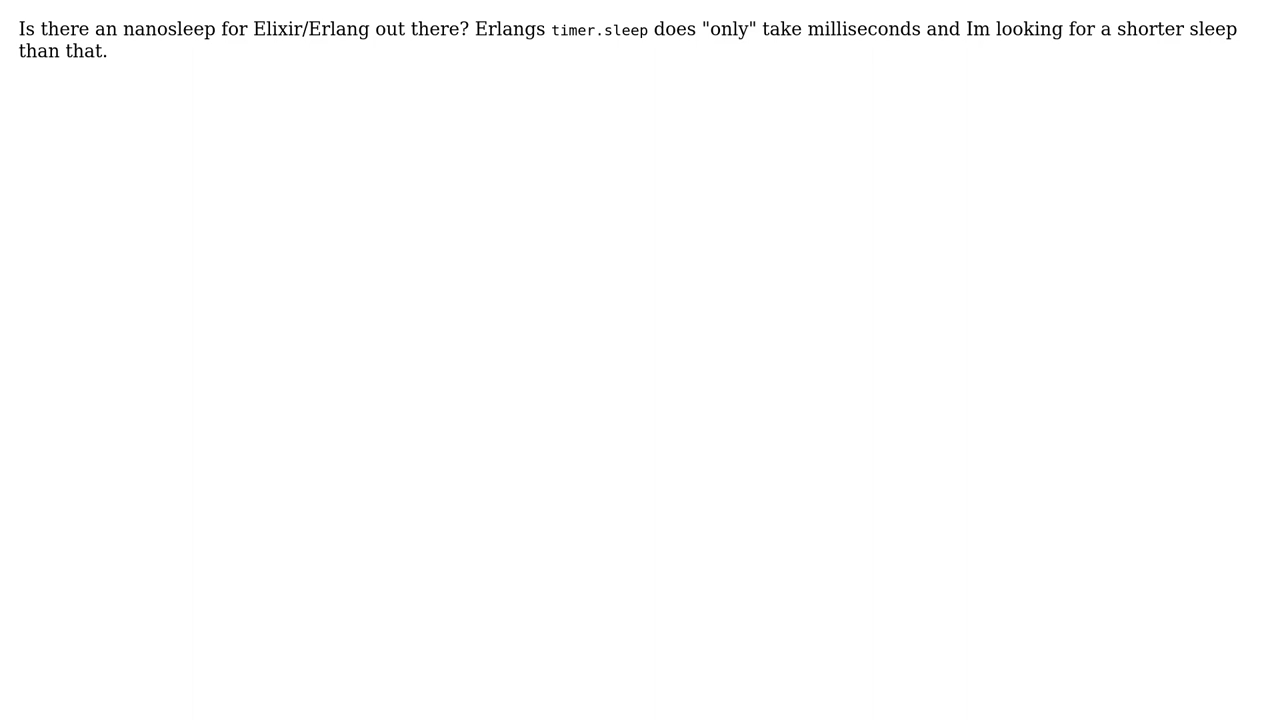 Is there an nanosleep for Elixir/Erlang out there? Erlangs timer.sleep does "only" take milliseconds and Im looking for a shorter sleep
than that.